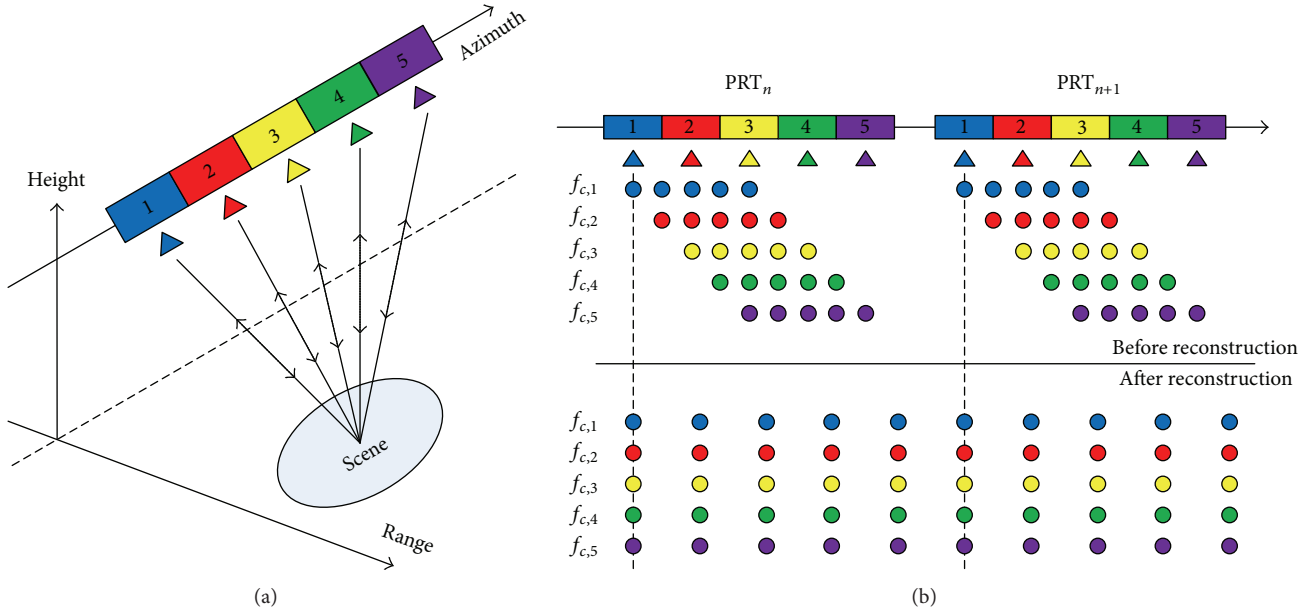 Azimuth
1 2 3 4 5
Height
Scene
Range
(a)
PRTₙ PRTₙ₊₁
1 2 3 4 5 1 2 3 4 5
f_{c,1}
f_{c,2}
f_{c,3}
f_{c,4}
f_{c,5}
Before reconstruction
After reconstruction
f_{c,1}
f_{c,2}
f_{c,3}
f_{c,4}
f_{c,5}
(b)